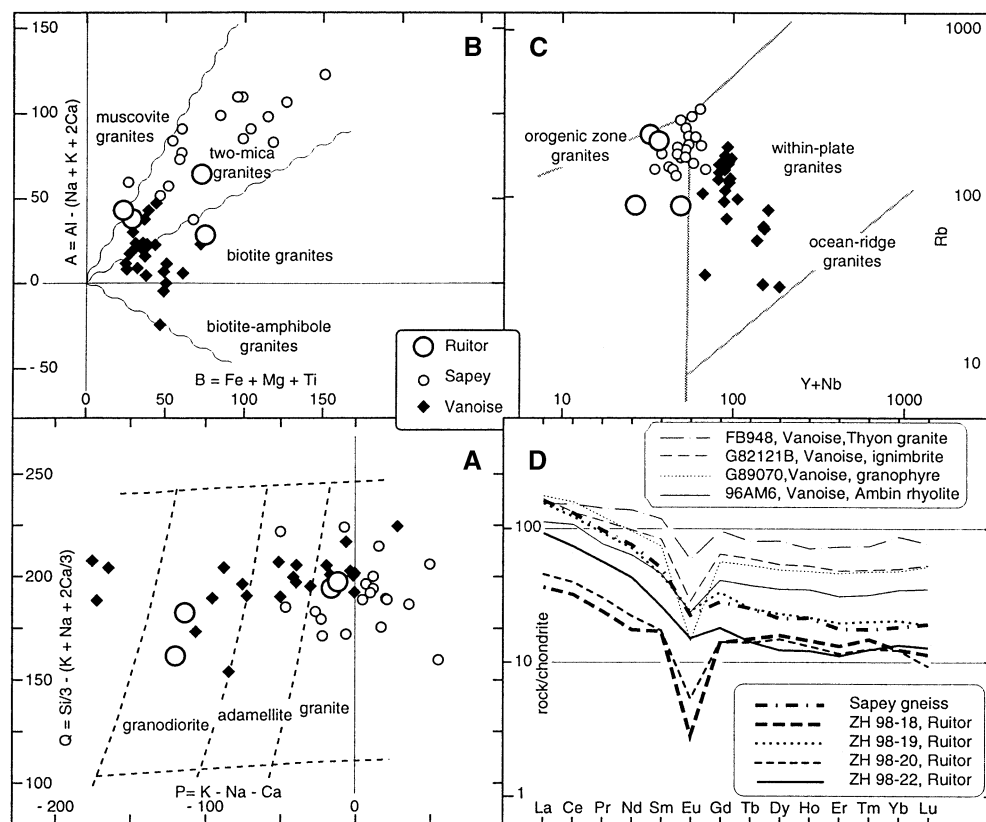 150
100
50
0
- 50
A = Al - (Na + K + 2Ca)
B
muscovite
granites
two-mica
granites
biotite granites
biotite-amphibole
granites
B = Fe + Mg + Ti
0
50
100
150
C
1000
100
10
Rb
orogenic zone
granites
within-plate
granites
ocean-ridge
granites
Y+Nb
10
100
1000
Ruitor
Sapey
Vanoise
A
250
200
150
100
Q = Si/3 - (K + Na + 2Ca/3)
granodiorite
adamellite
granite
P= K - Na - Ca
- 200
-100
0
D
FB948, Vanoise,Thyon granite
G82121B, Vanoise, ignimbrite
G89070,Vanoise, granophyre
96AM6, Vanoise, Ambin rhyolite
100
10
1
rock/chondrite
Sapey gneiss
ZH 98-18, Ruitor
ZH 98-19, Ruitor
ZH 98-20, Ruitor
ZH 98-22, Ruitor
La Ce Pr Nd Sm Eu Gd Tb Dy Ho Er Tm Yb Lu